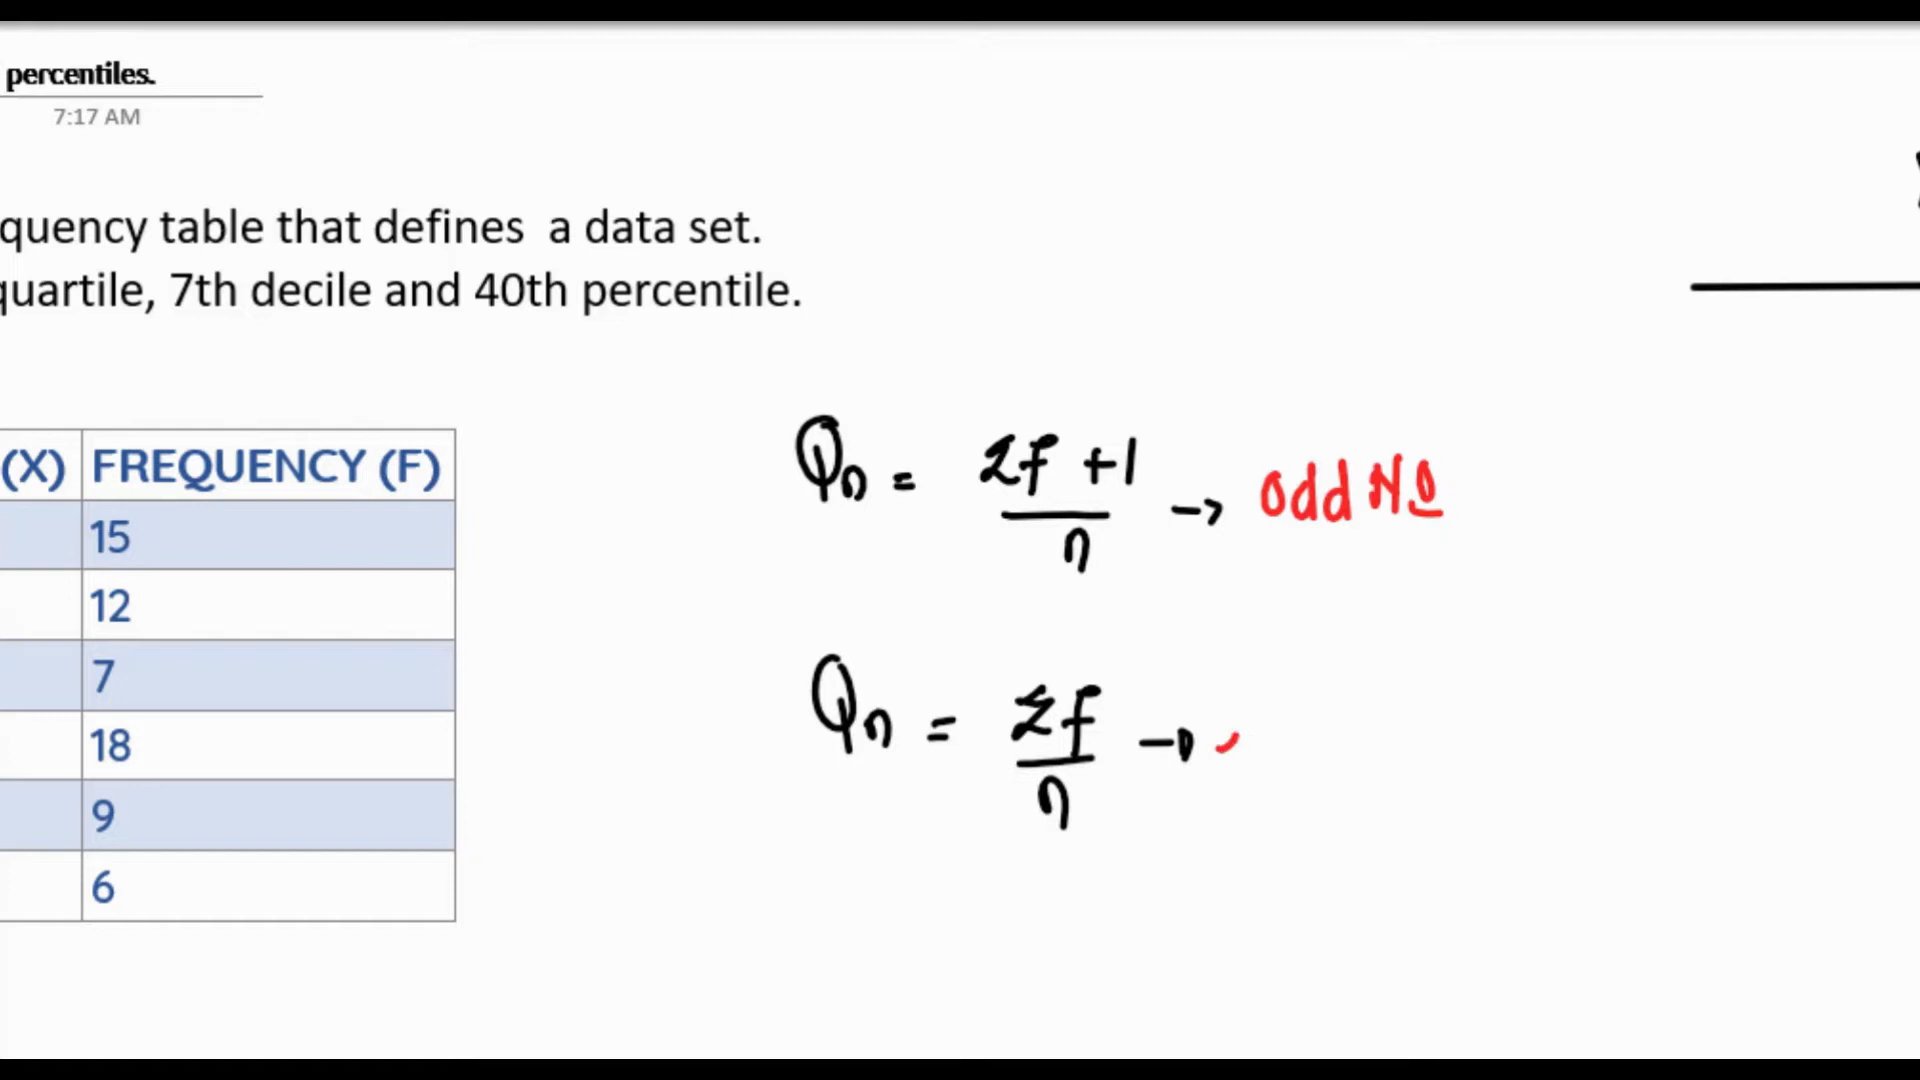 percentiles.
7:17 AM
quency table that defines a data set.
quartile, 7th decile and 40th percentile.
(X) FREQUENCY (F)
15
12
7
18
9
6
Qn = Σf +1 / n → odd No
Qn = Σf / n →